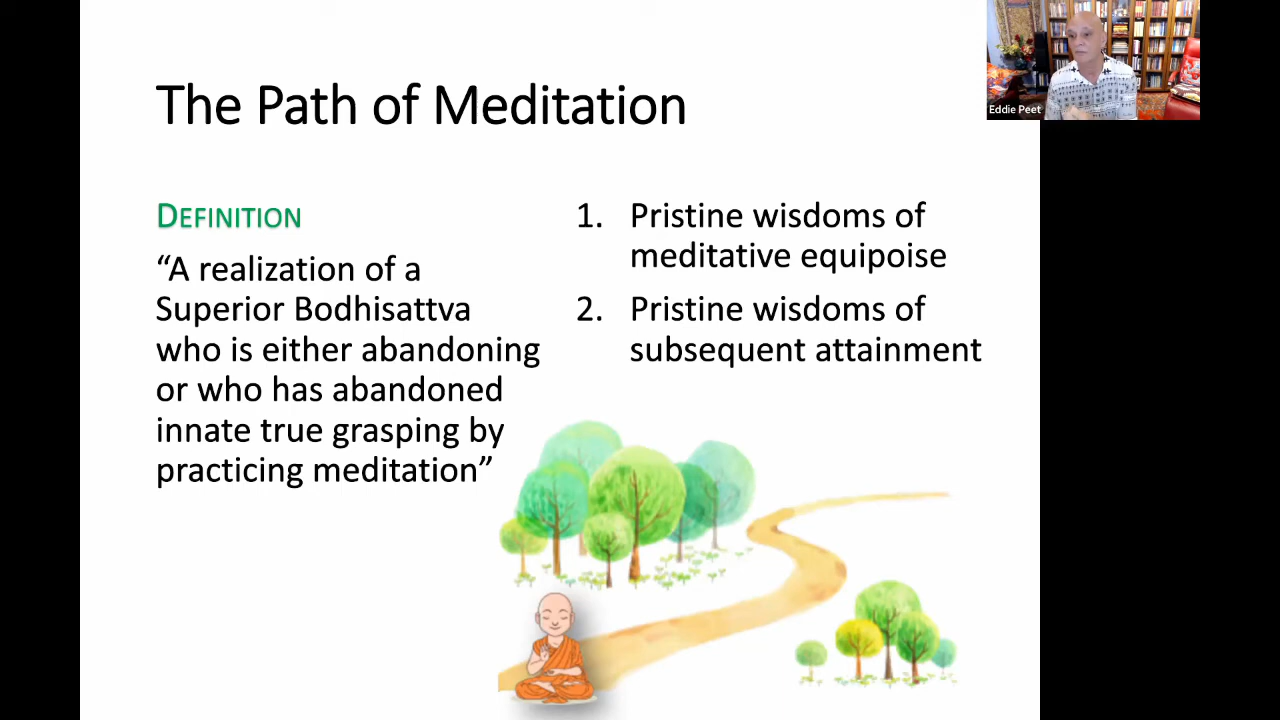 The Path of Meditation
DEFINITION
“A realization of a
Superior Bodhisattva
who is either abandoning
or who has abandoned
innate true grasping by
practicing meditation”
1. Pristine wisdoms of
meditative equipoise
2. Pristine wisdoms of
subsequent attainment
Eddie Peet